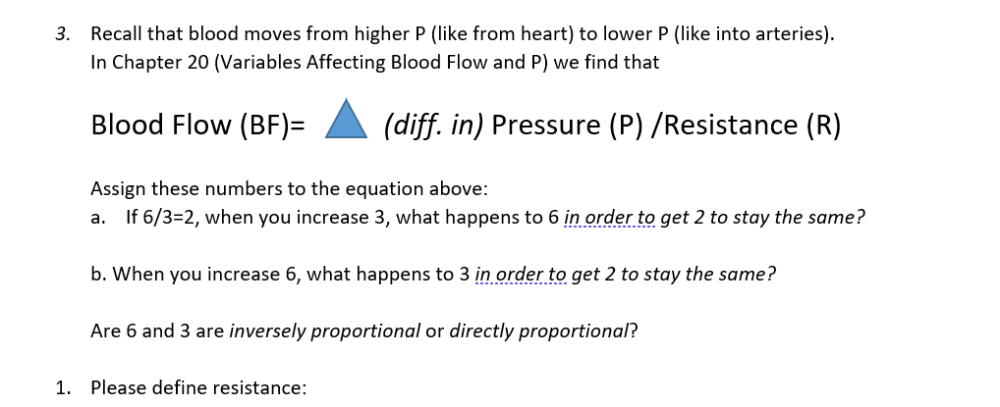 3. Recall that blood moves from higher P (like from heart) to lower P (like into arteries).
In Chapter 20 (Variables Affecting Blood Flow and P) we find that
Blood Flow (BF)= (diff. in) Pressure (P) /Resistance (R)
Assign these numbers to the equation above:
a. If 6/3=2, when you increase 3, what happens to 6 in order to get 2 to stay the same?
b. When you increase 6, what happens to 3 in order to get 2 to stay the same?
Are 6 and 3 are inversely proportional or directly proportional?
1. Please define resistance: